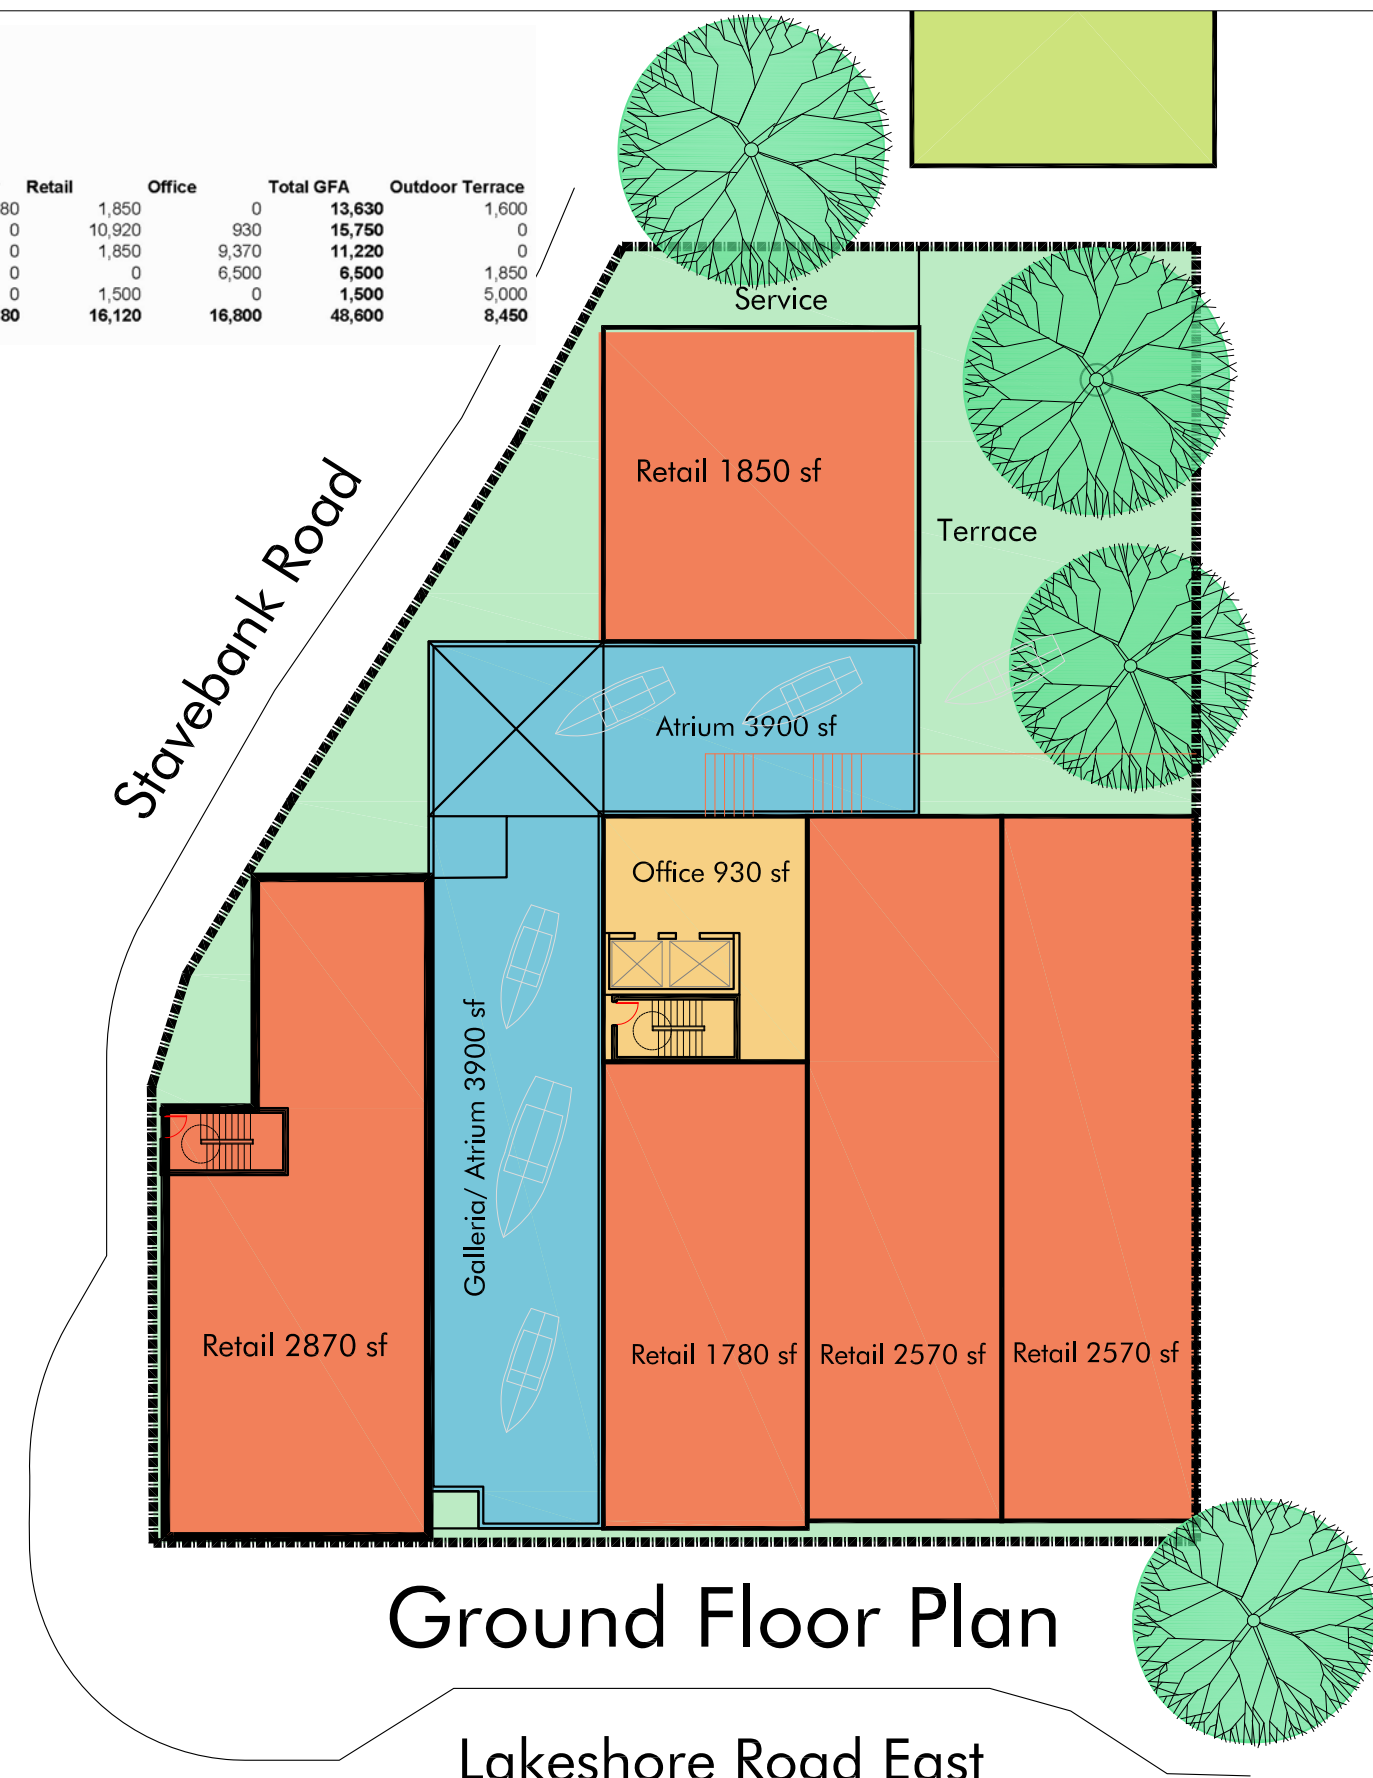 Retail Office Total GFA Outdoor Terrace
80 1,850 0 13,630 1,600
0 10,920 930 15,750 0
0 1,850 9,370 11,220 0
0 0 6,500 6,500 1,850
0 1,500 0 1,500 5,000
80 16,120 16,800 48,600 8,450
Service
Retail 1850 sf
Terrace
Stavebank Road
Atrium 3900 sf
Office 930 sf
Galleria/ Atrium 3900 sf
Retail 2870 sf
Retail 1780 sf
Retail 2570 sf
Retail 2570 sf
Ground Floor Plan
Lakeshore Road East